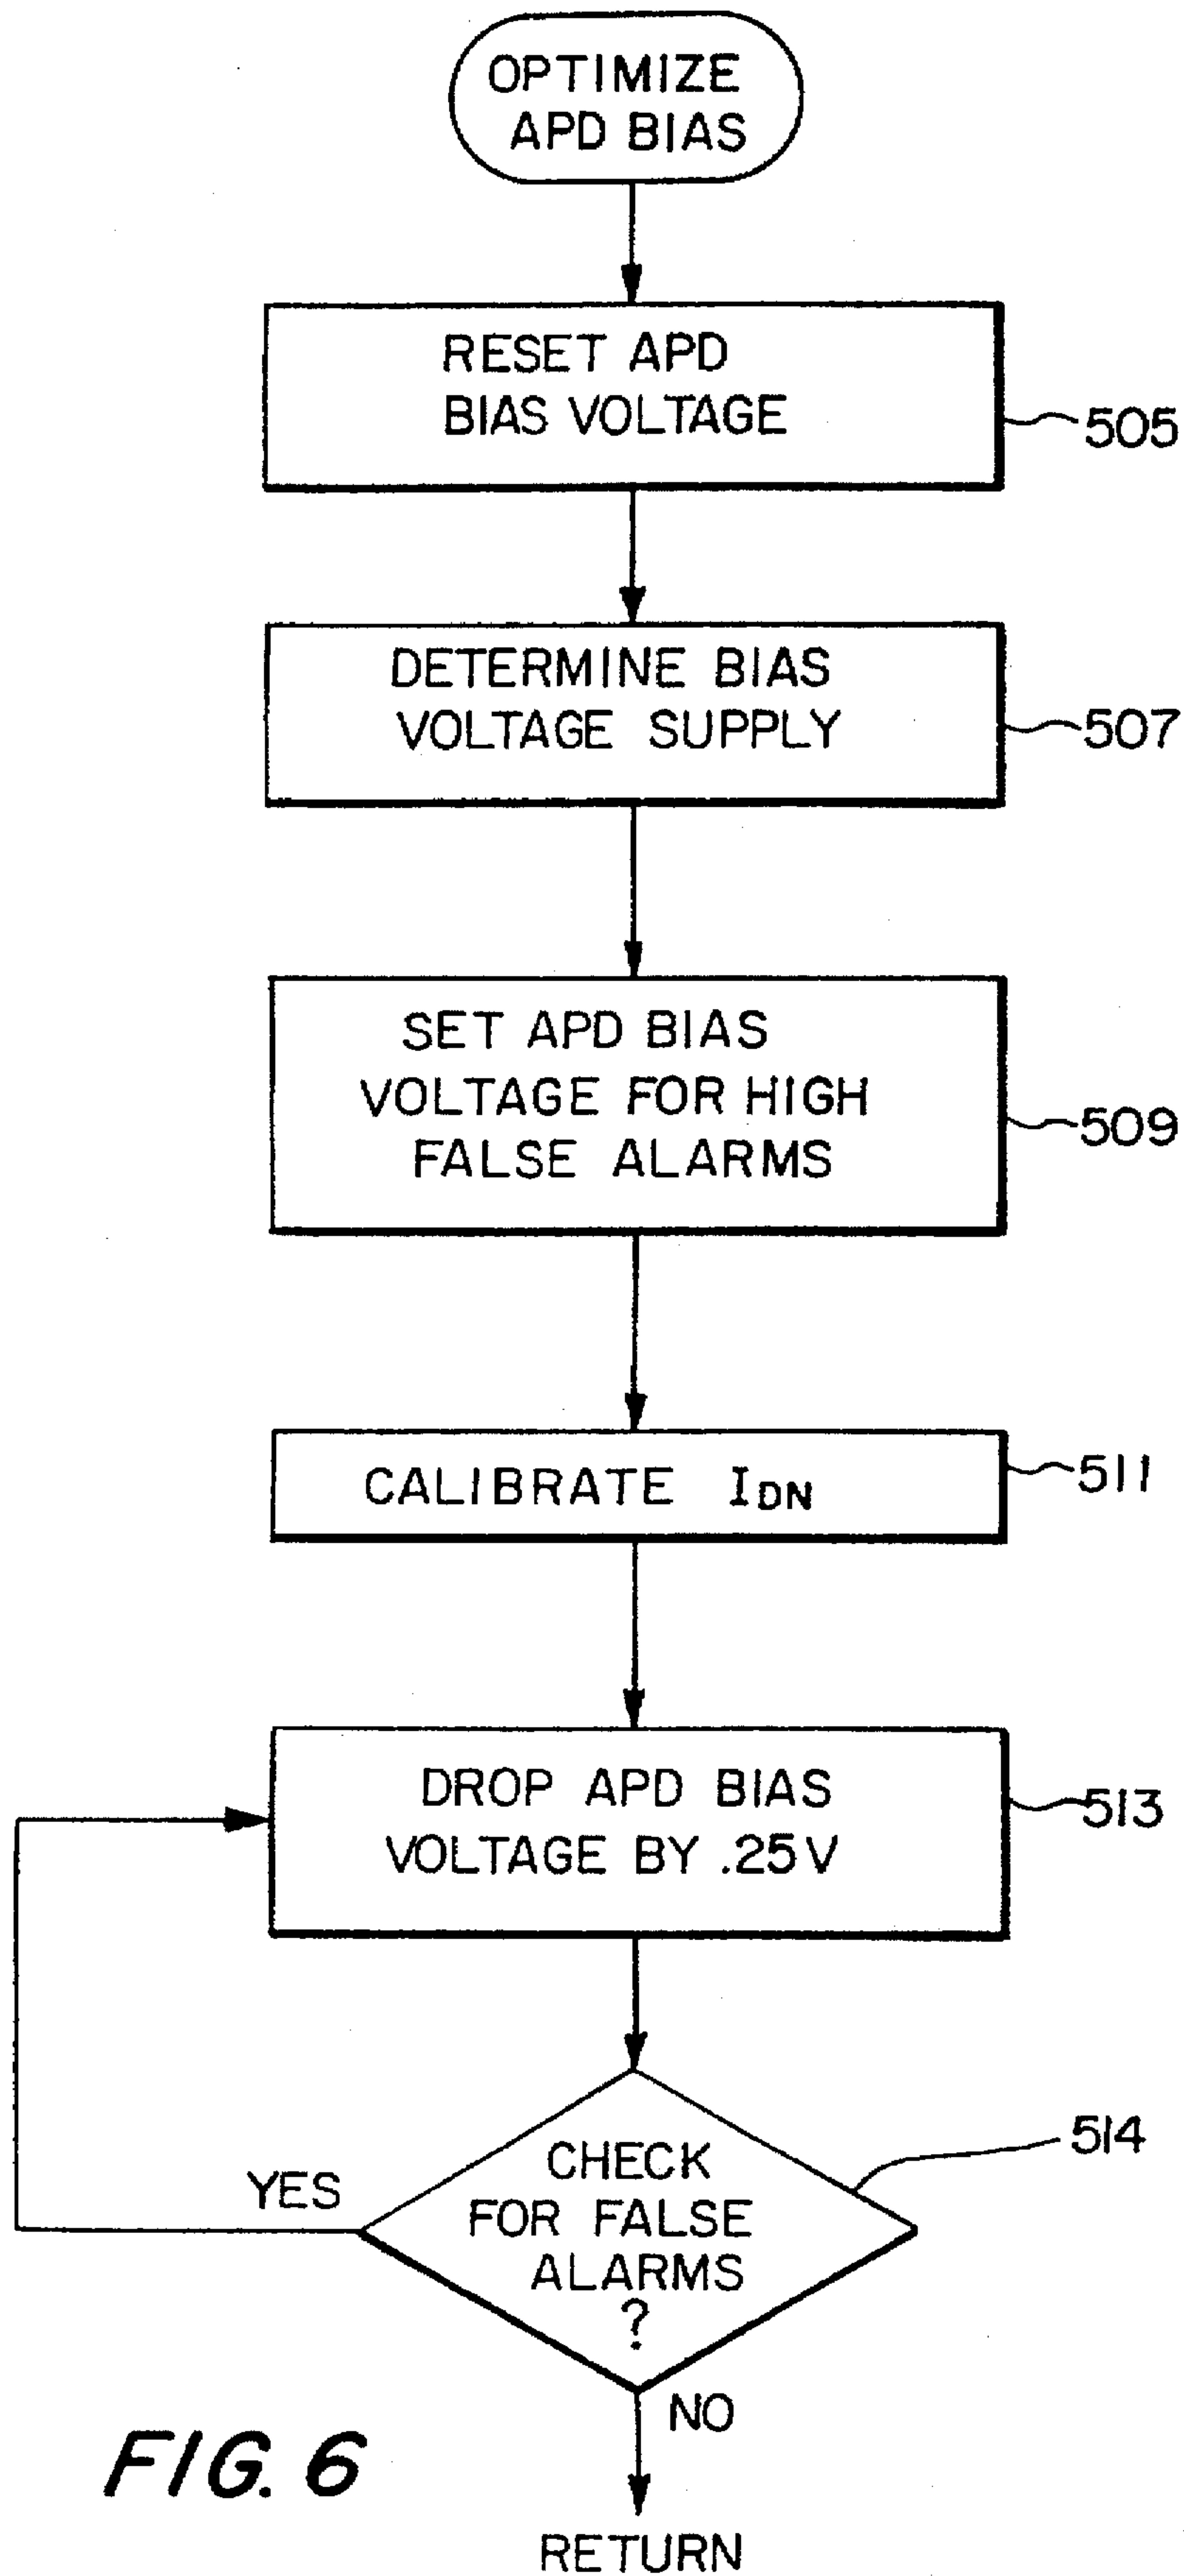 OPTIMIZE
APD BIAS
RESET APD
BIAS VOLTAGE
505
DETERMINE BIAS
VOLTAGE SUPPLY
507
SET APD BIAS
VOLTAGE FOR HIGH
FALSE ALARMS
509
CALIBRATE IDN
511
DROP APD BIAS
VOLTAGE BY .25V
513
CHECK
FOR FALSE
ALARMS
?
514
YES
NO
FIG. 6
RETURN